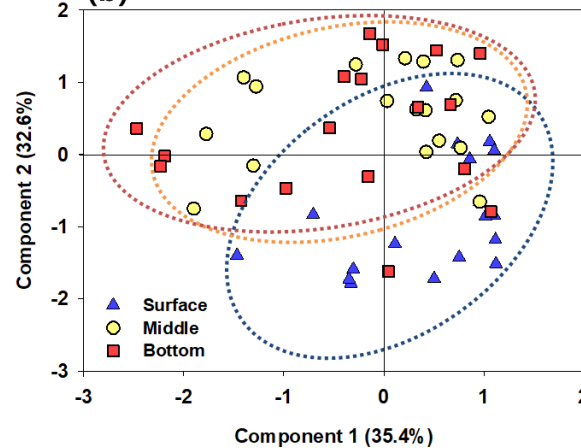 (b)
2
1
0
-1
-2
-3
Component 2 (32.6%)
Surface
Middle
Bottom
-3 -2 -1 0 1 2
Component 1 (35.4%)